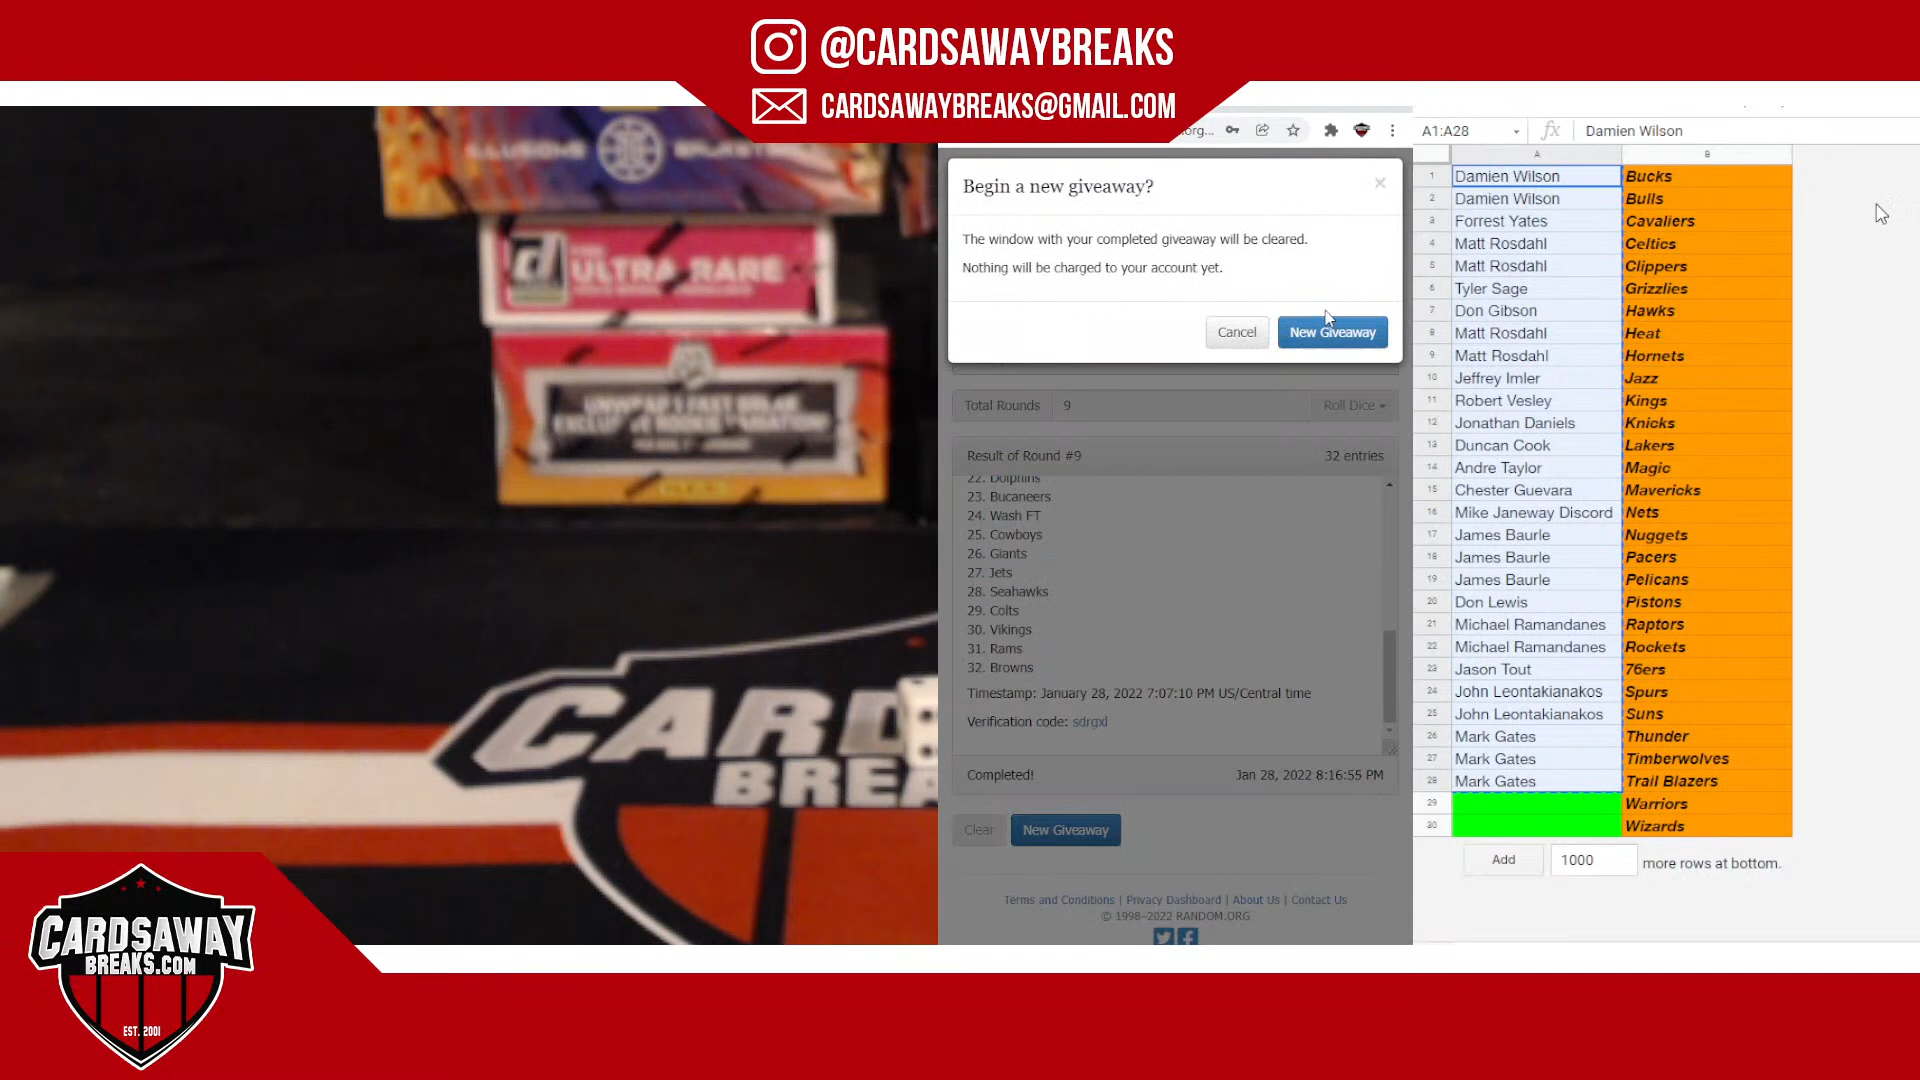 @CARDSAWAYBREAKS
CARDSAWAYBREAKS@GMAIL.COM
ULTRA RARE
.org...
Begin a new giveaway?
×
The window with your completed giveaway will be cleared.
Nothing will be charged to your account yet.
Cancel
New Giveaway
Total Rounds 9 Roll Dice
Result of Round #9 32 entries
22. Dolphins
23. Bucaneers
24. Wash FT
25. Cowboys
26. Giants
27. Jets
28. Seahawks
29. Colts
30. Vikings
31. Rams
32. Browns
Timestamp: January 28, 2022 7:07:10 PM US/Central time
Verification code: sdrgxd
Completed! Jan 28, 2022 8:16:55 PM
Clear
New Giveaway
Terms and Conditions | Privacy Dashboard | About Us | Contact Us
© 1998–2022 RANDOM.ORG
A1:A28 fx Damien Wilson
A B
1 Damien Wilson Bucks
2 Damien Wilson Bulls
3 Forrest Yates Cavaliers
4 Matt Rosdahl Celtics
5 Matt Rosdahl Clippers
6 Tyler Sage Grizzlies
7 Don Gibson Hawks
8 Matt Rosdahl Heat
9 Matt Rosdahl Hornets
10 Jeffrey Imler Jazz
11 Robert Vesley Kings
12 Jonathan Daniels Knicks
13 Duncan Cook Lakers
14 Andre Taylor Magic
15 Chester Guevara Mavericks
16 Mike Janeway Discord Nets
17 James Baurle Nuggets
18 James Baurle Pacers
19 James Baurle Pelicans
20 Don Lewis Pistons
21 Michael Ramandanes Raptors
22 Michael Ramandanes Rockets
23 Jason Tout 76ers
24 John Leontakianakos Spurs
25 John Leontakianakos Suns
26 Mark Gates Thunder
27 Mark Gates Timberwolves
28 Mark Gates Trail Blazers
29 Warriors
30 Wizards
Add 1000 more rows at bottom.
CARDSAWAY
BREAKS.COM
EST. 2001